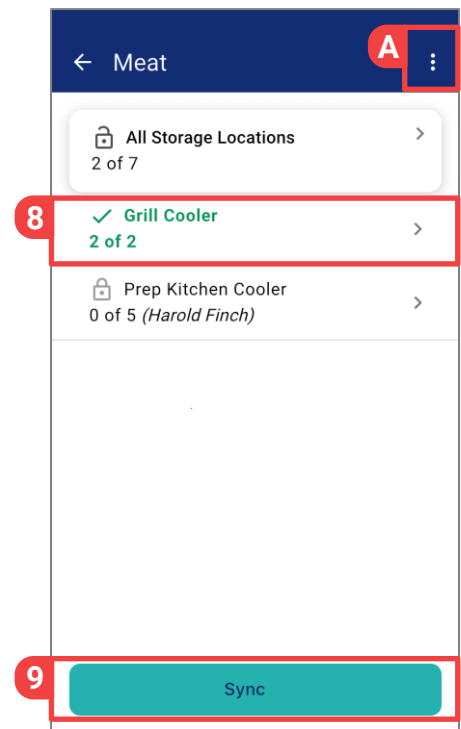 Meat
A
All Storage Locations
2 of 7
8
Grill Cooler
2 of 2
Prep Kitchen Cooler
0 of 5 (Harold Finch)
9
Sync